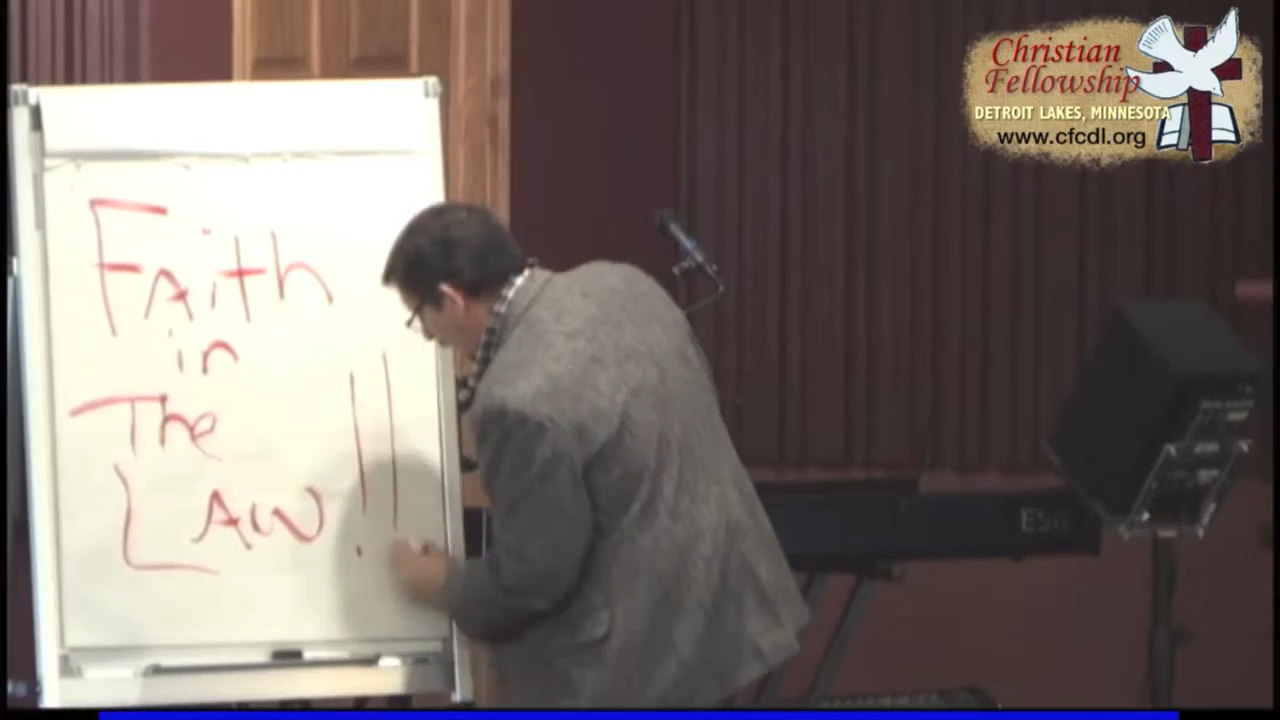 Faith
in
The
LAW!!
Christian
Fellowship
DETROIT LAKES, MINNESOTA
www.cfcdl.org